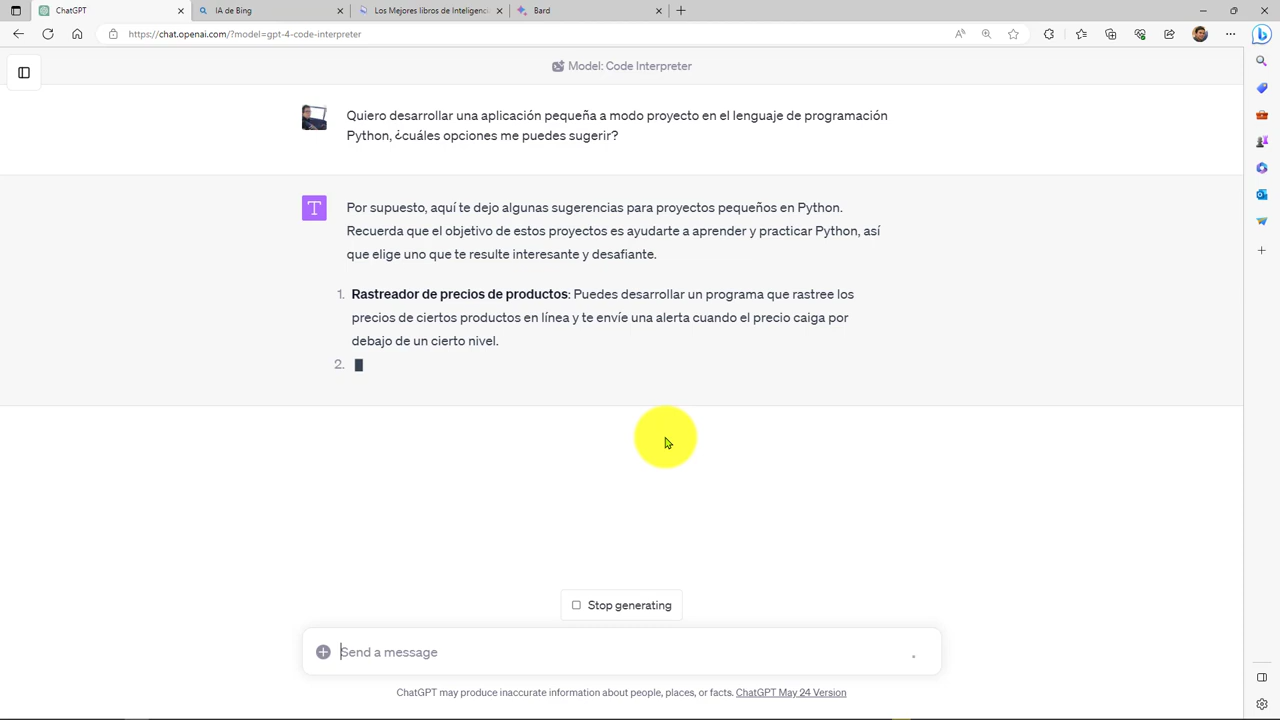 ChatGPT
IA de Bing
Los Mejores libros de Inteligenci
Bard
https://chat.openai.com/?model=gpt-4-code-interpreter
Model: Code Interpreter
Quiero desarrollar una aplicación pequeña a modo proyecto en el lenguaje de programación
Python, ¿cuáles opciones me puedes sugerir?
T
Por supuesto, aquí te dejo algunas sugerencias para proyectos pequeños en Python.
Recuerda que el objetivo de estos proyectos es ayudarte a aprender y practicar Python, así
que elige uno que te resulte interesante y desafiante.
1. Rastreador de precios de productos: Puedes desarrollar un programa que rastree los
precios de ciertos productos en línea y te envíe una alerta cuando el precio caiga por
debajo de un cierto nivel.
2.
Stop generating
Send a message
ChatGPT may produce inaccurate information about people, places, or facts. ChatGPT May 24 Version